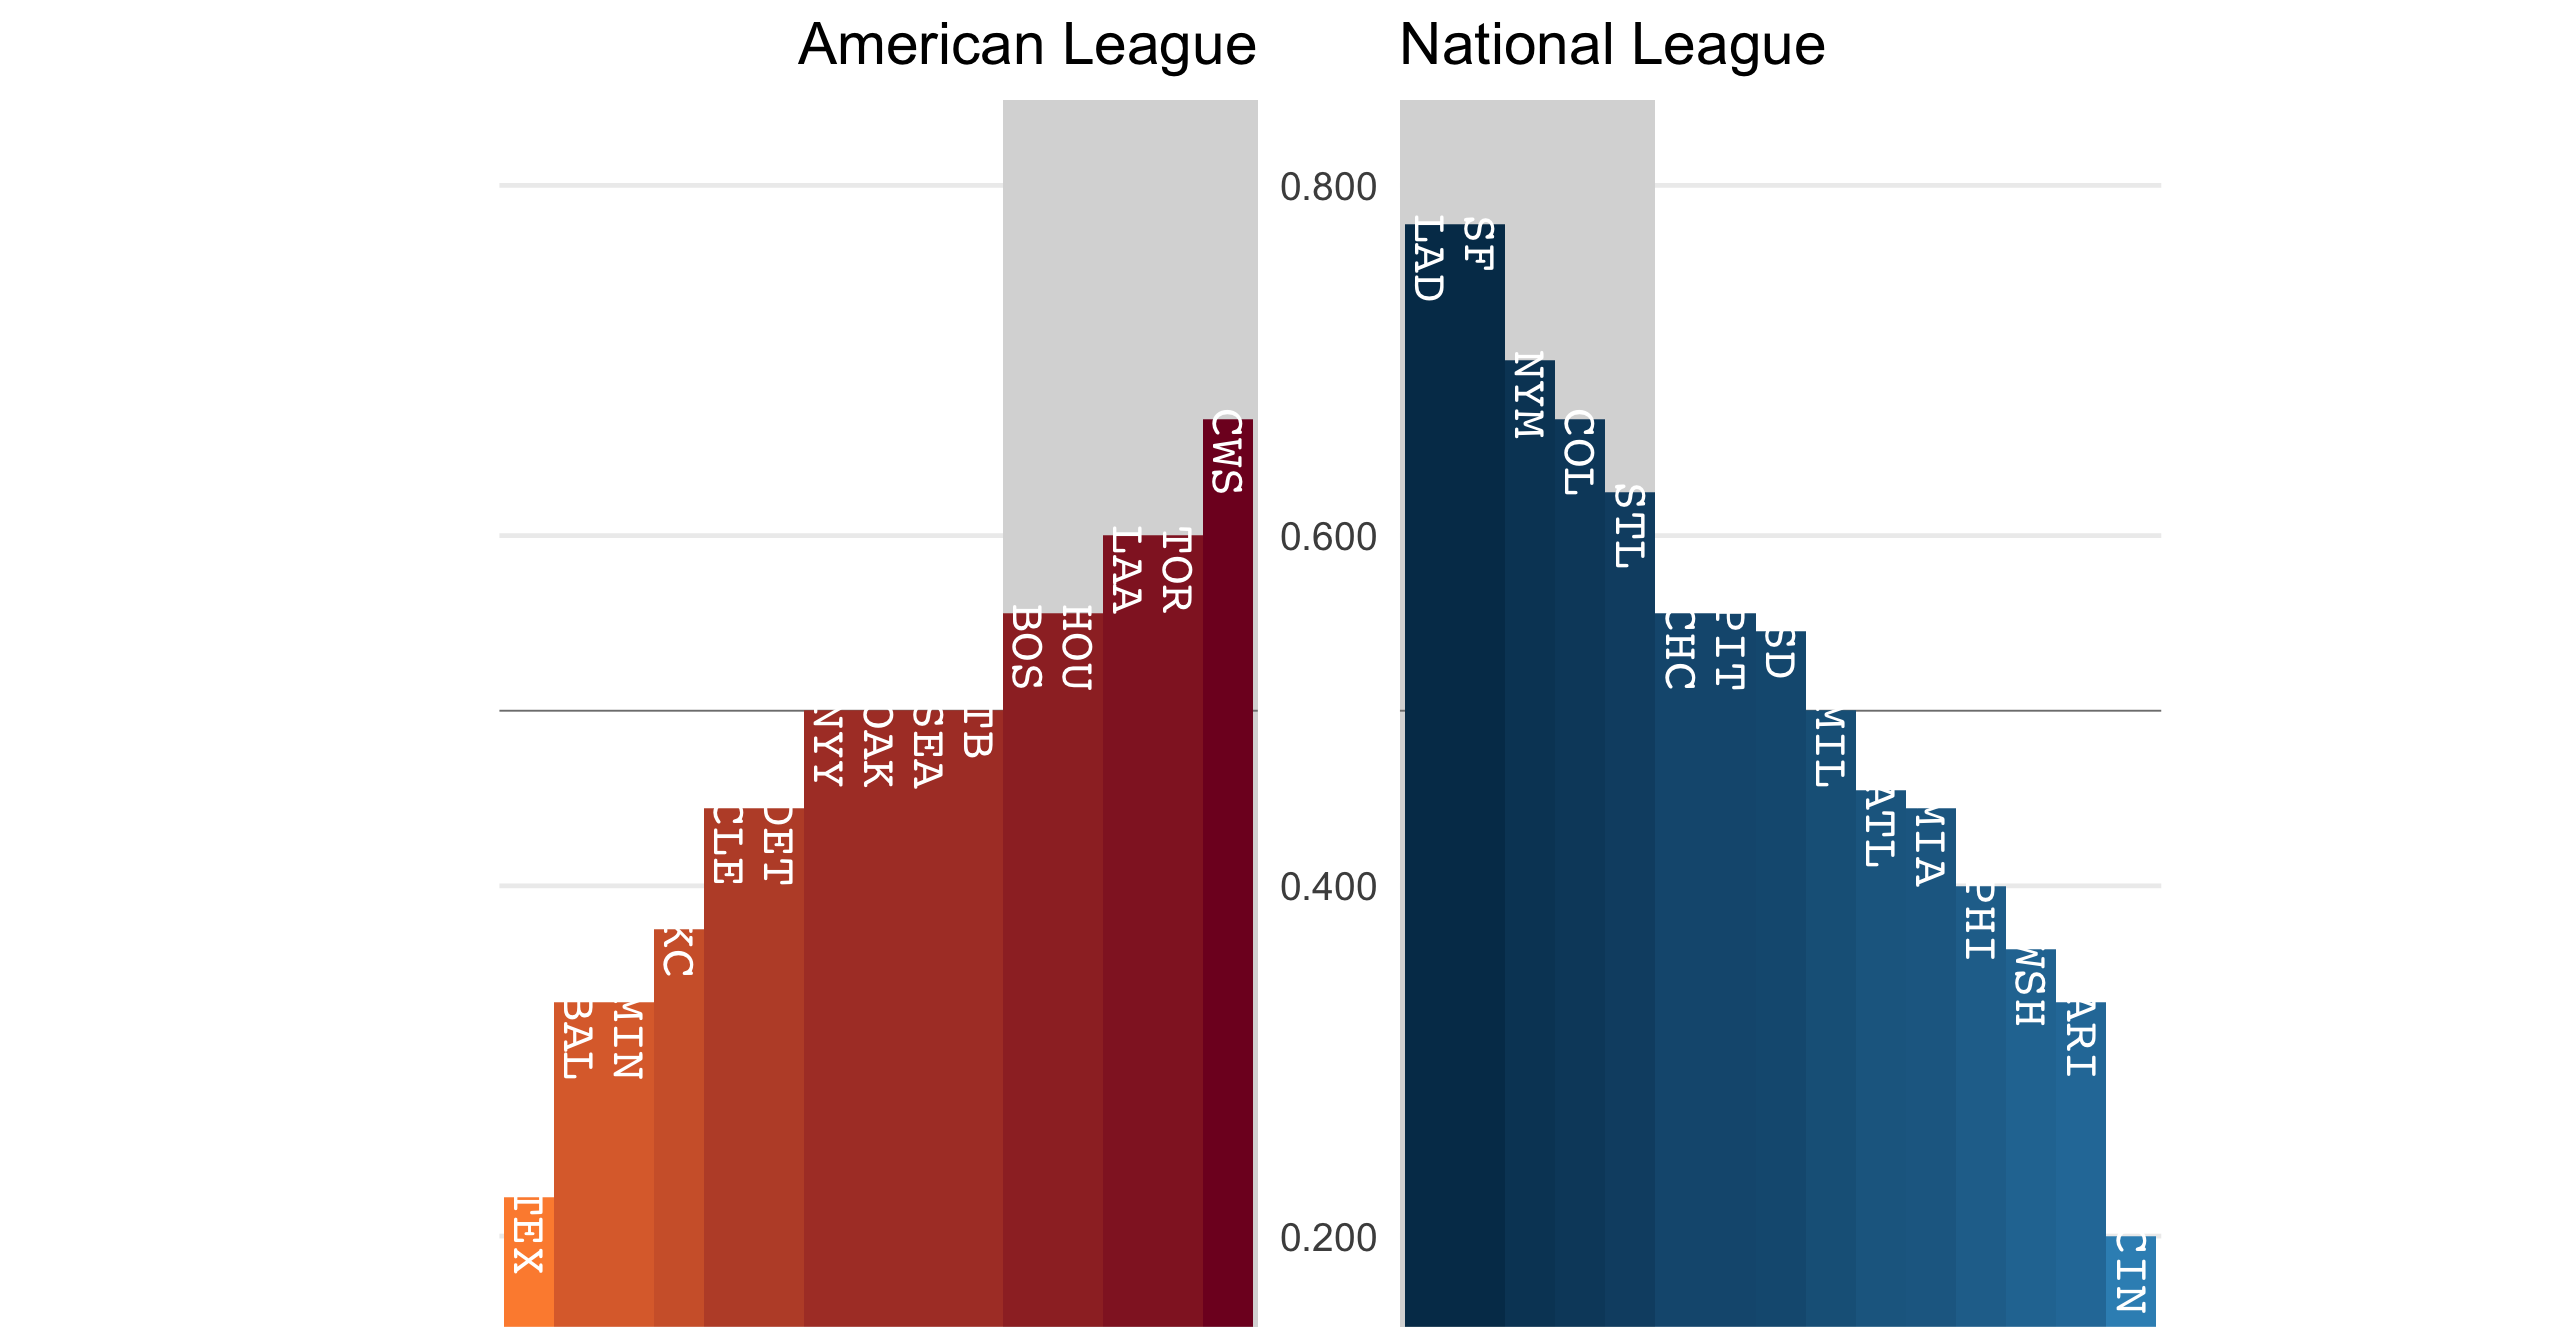 American League
National League
0.800
0.600
0.400
0.200
TEX
BAL
MIN
KC
CLE
DET
NYY
OAK
SEA
TB
BOS
HOU
LAA
TOR
CWS
LAD
SF
NYM
COL
STL
CHC
PIT
SD
MIL
ATL
MIA
PHI
WSH
ARI
CIN